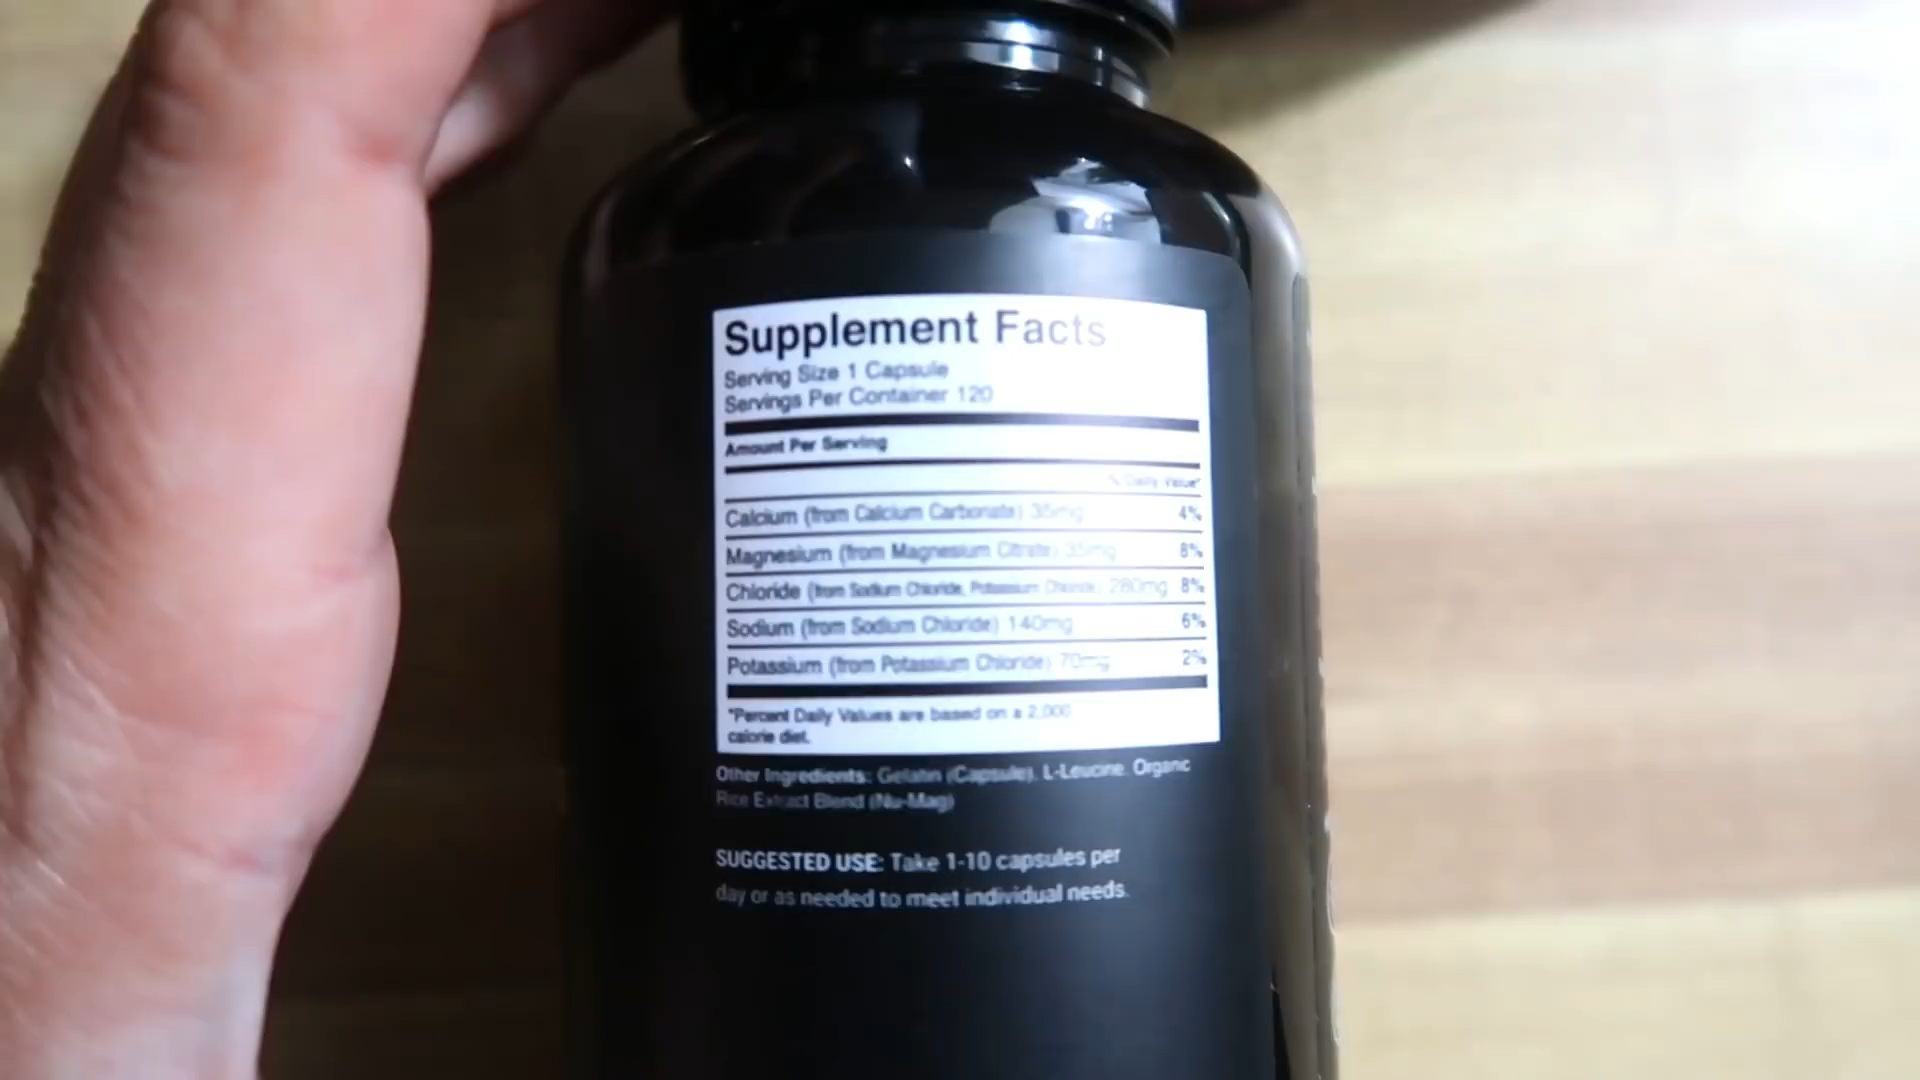 Supplement Facts
Serving Size 1 Capsule
Servings Per Container 120
Amount Per Serving
% Daily Value*
Calcium (from Calcium Carbonate) 35mg 4%
Magnesium (from Magnesium Citrate) 35mg 8%
Chloride (from Sodium Chloride, Potassium Chloride) 280mg 8%
Sodium (from Sodium Chloride) 140mg 6%
Potassium (from Potassium Chloride) 70mg 2%
*Percent Daily Values are based on a 2,000
calorie diet.
Other Ingredients: Gelatin (Capsule), L-Leucine, Organic
Rice Extract Blend (Nu-Mag)
SUGGESTED USE: Take 1-10 capsules per
day or as needed to meet individual needs.